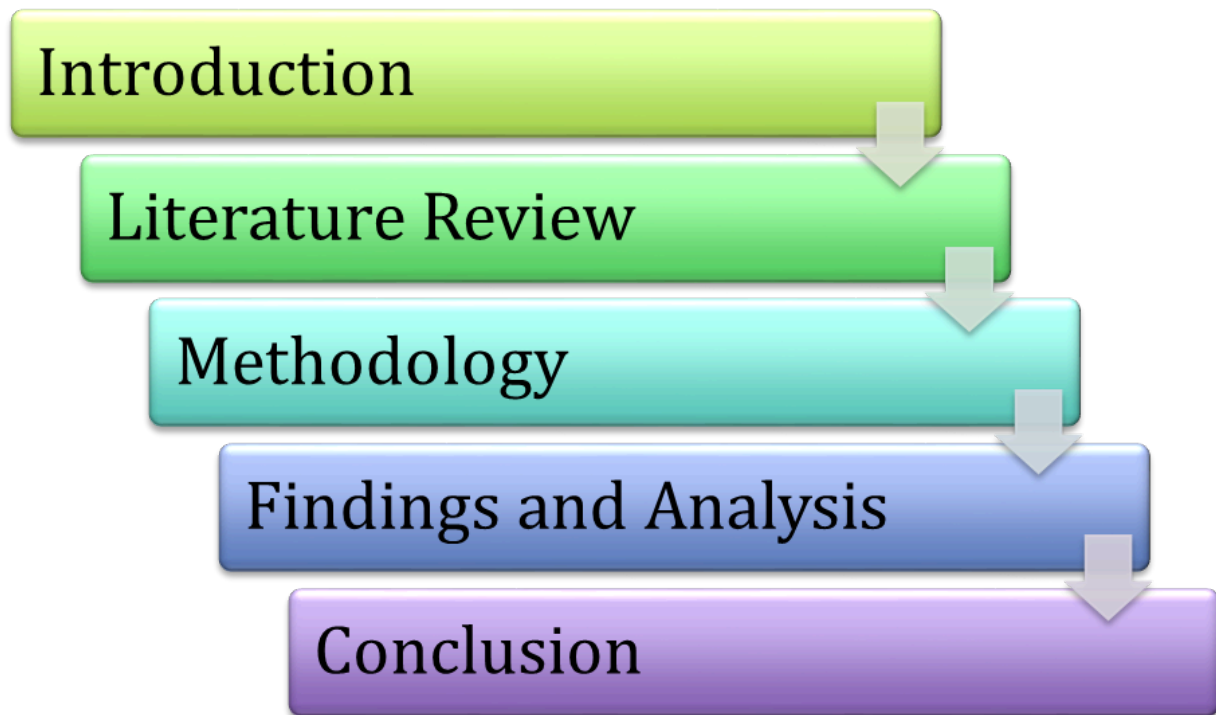 Introduction
Literature Review
Methodology
Findings and Analysis
Conclusion